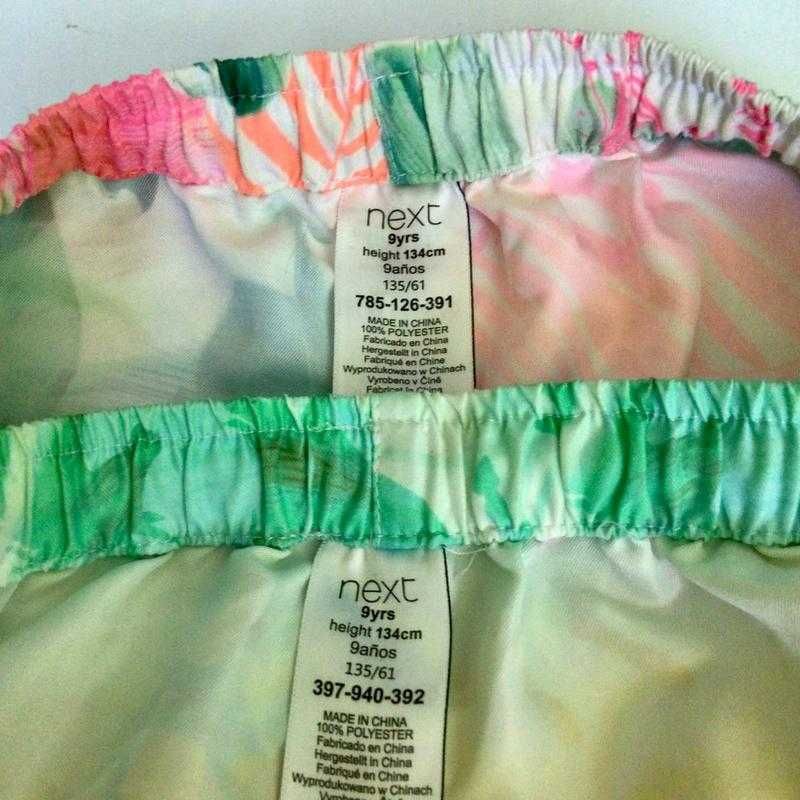 next
9yrs
height 134cm
9años
135/61
785-126-391
MADE IN CHINA
100% POLYESTER
Fabricado en China
Hergestellt in China
Fabriqué en Chine
Wyprodukowano w Chinach
Vyrobeno v Číně
next
9yrs
height 134cm
9años
135/61
397-940-392
MADE IN CHINA
100% POLYESTER
Fabricado en China
Hergestellt in China
Fabriqué en Chine
Wyprodukowano w Chinach